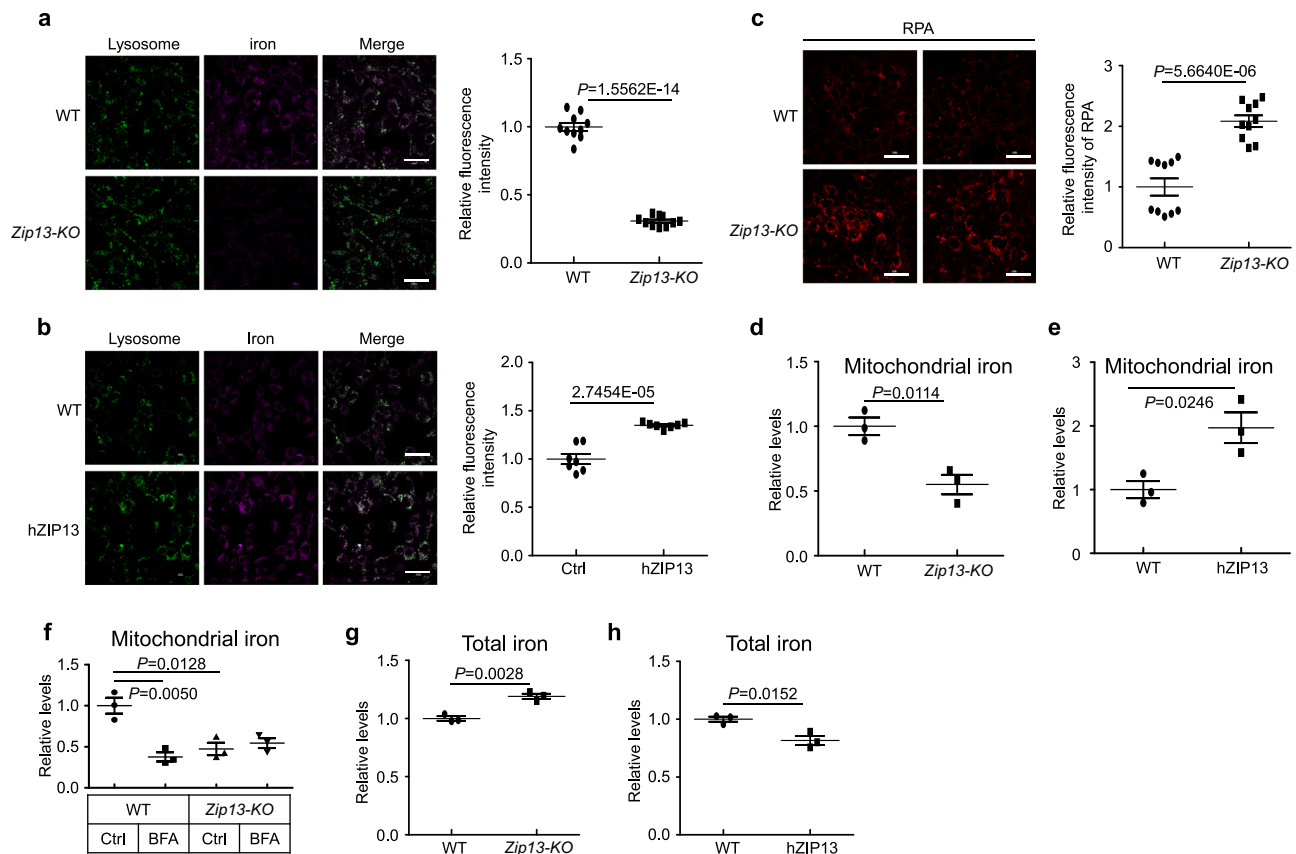 a
Lysosome iron Merge
WT
Zip13-KO
Relative fluorescence
intensity
1.5
1.0
0.5
0.0
P=1.5562E-14
WT Zip13-KO
c
RPA
WT
Zip13-KO
Relative fluorescence
intensity of RPA
3
2
1
0
P=5.6640E-06
WT Zip13-KO
b
Lysosome Iron Merge
WT
hZIP13
Relative fluorescence
intensity
2.0
1.5
1.0
0.5
0.0
2.7454E-05
Ctrl hZIP13
d
Mitochondrial iron
Relative levels
1.5
1.0
0.5
0.0
P=0.0114
WT Zip13-KO
e
Mitochondrial iron
Relative levels
3
2
1
0
P=0.0246
WT hZIP13
f
Mitochondrial iron
Relative levels
1.5
1.0
0.5
0.0
P=0.0128
P=0.0050
WT Zip13-KO
Ctrl BFA Ctrl BFA
g
Total iron
Relative levels
1.5
1.0
0.5
0.0
P=0.0028
WT Zip13-KO
h
Total iron
Relative levels
1.5
1.0
0.5
0.0
P=0.0152
WT hZIP13